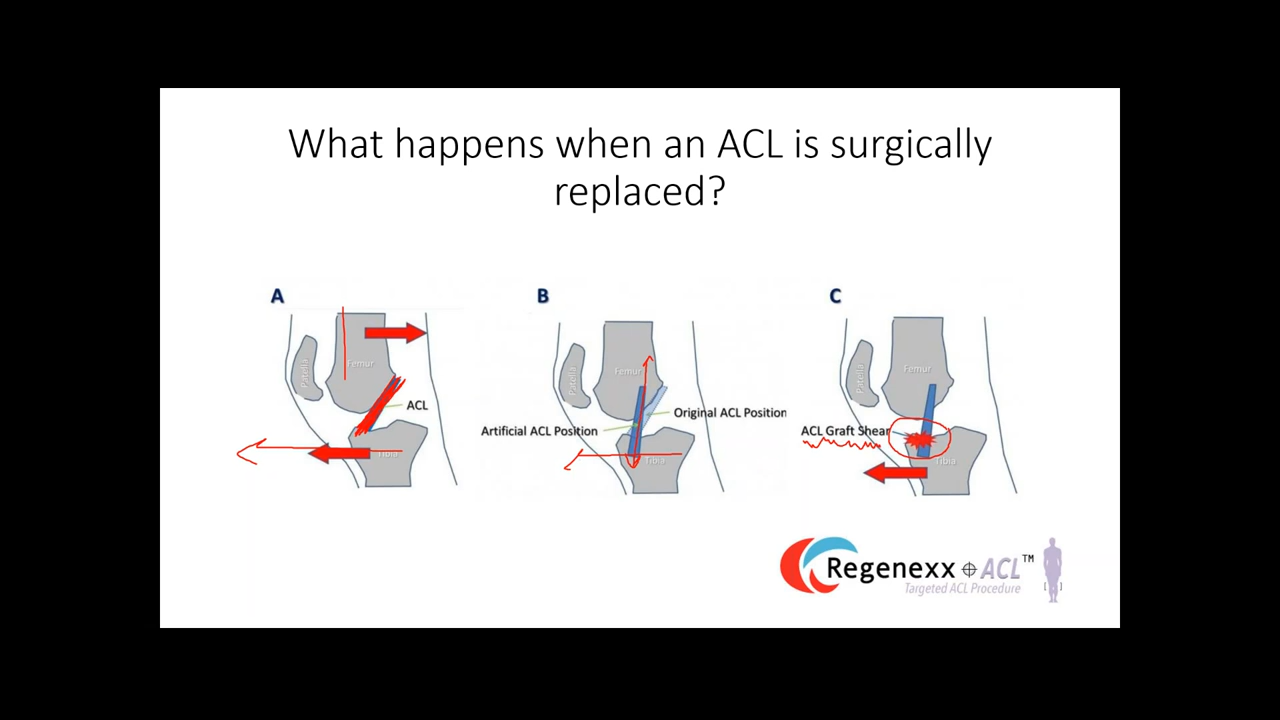 What happens when an ACL is surgically
replaced?
A
B
C
Patella
Femur
ACL
Tibia
Patella
Femur
Original ACL Position
Artificial ACL Position
Tibia
Patella
Femur
ACL Graft Shear
Tibia
Regenexx ACL™
Targeted ACL Procedure